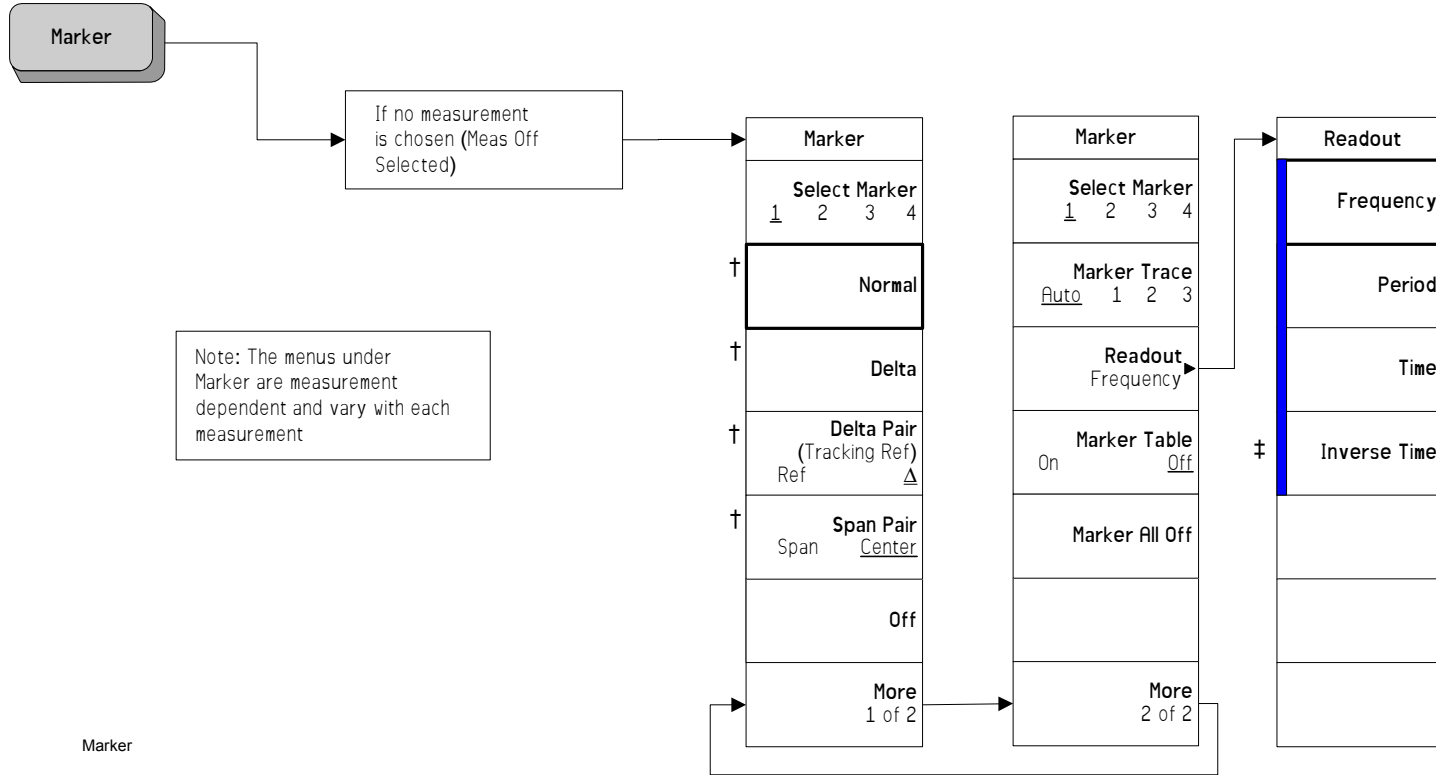 Marker
If no measurement
is chosen (Meas Off
Selected)
Note: The menus under
Marker are measurement
dependent and vary with each
measurement
Marker
Select Marker
1 2 3 4
†
Normal
†
Delta
†
Delta Pair
(Tracking Ref)
Ref Δ
†
Span Pair
Span Center
Off
More
1 of 2
Marker
Select Marker
1 2 3 4
Marker Trace
Auto 1 2 3
Readout
Frequency
Marker Table
On Off
Marker All Off
More
2 of 2
Readout
Frequency
Period
Time
‡
Inverse Time
Marker